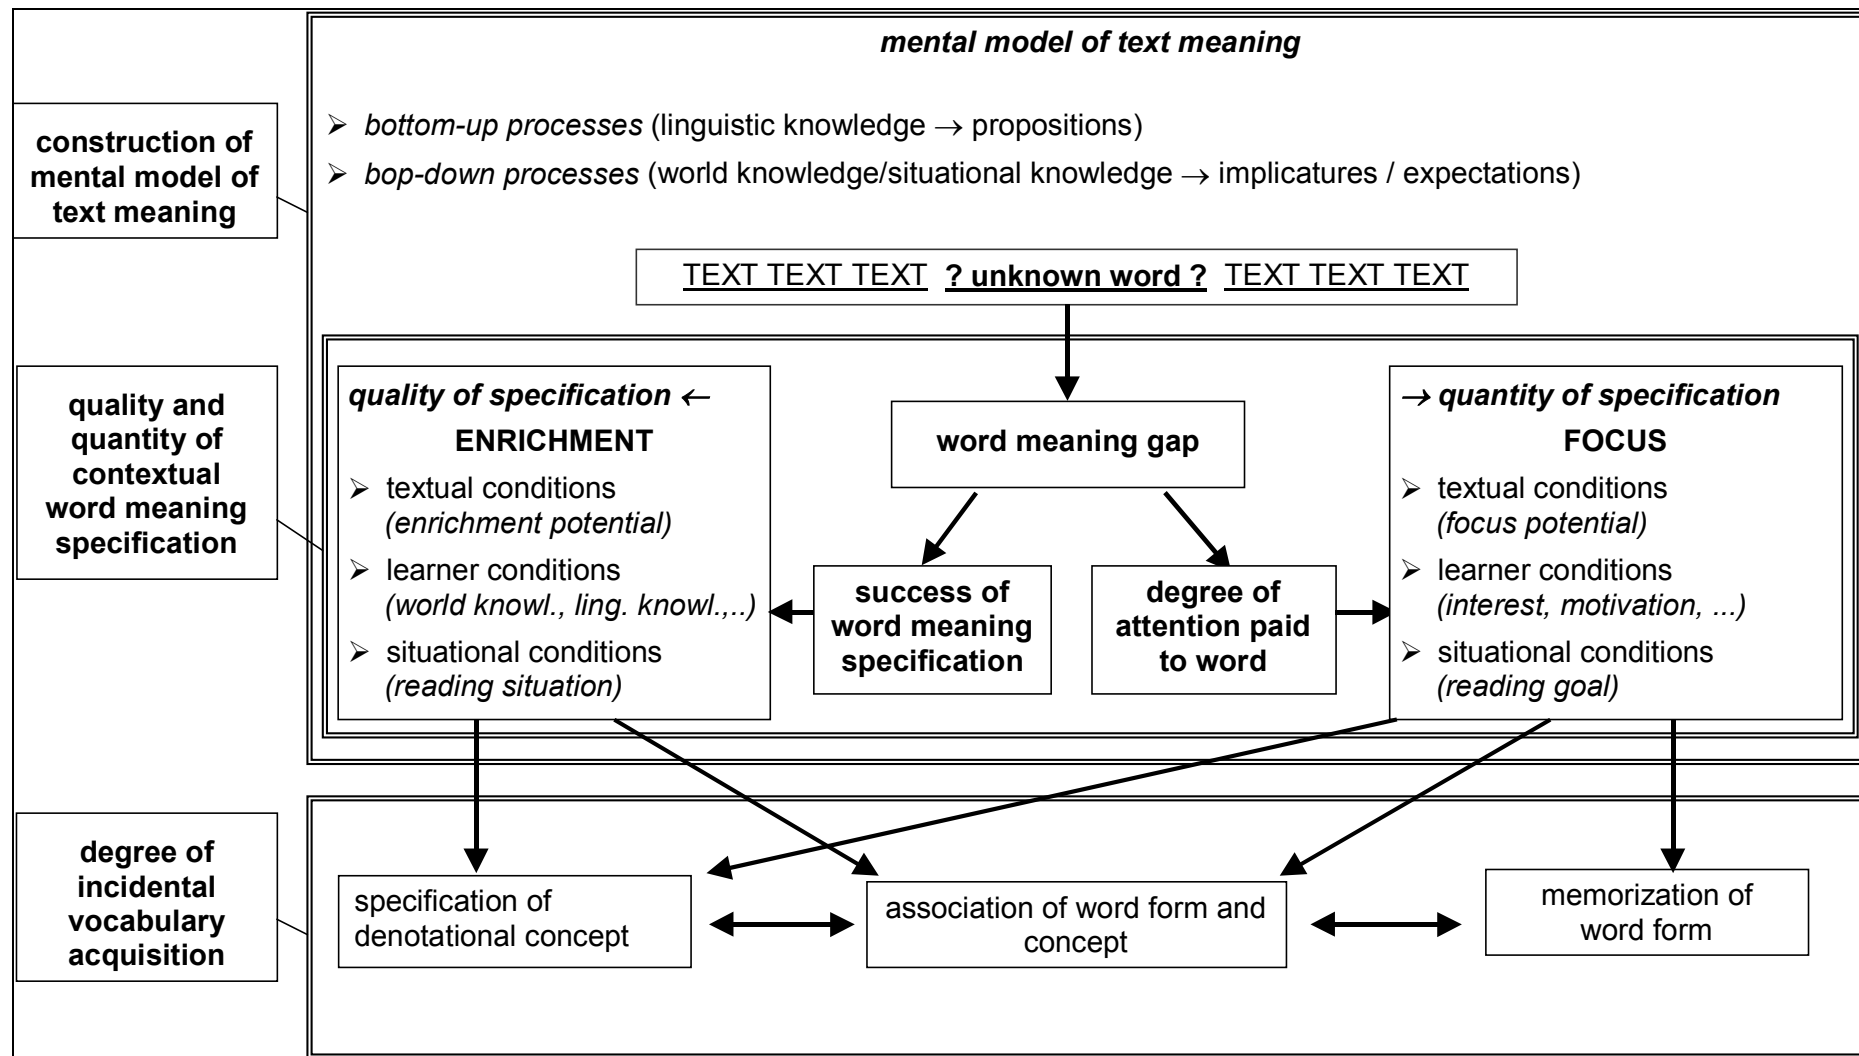 mental model of text meaning
construction of
mental model of
text meaning
➢ bottom-up processes (linguistic knowledge → propositions)
➢ bop-down processes (world knowledge/situational knowledge → implicatures / expectations)
TEXT TEXT TEXT ? unknown word ? TEXT TEXT TEXT
quality and
quantity of
contextual
word meaning
specification
quality of specification ←
ENRICHMENT
➢ textual conditions
(enrichment potential)
➢ learner conditions
(world knowl., ling. knowl.,..)
➢ situational conditions
(reading situation)
word meaning gap
success of
word meaning
specification
degree of
attention paid
to word
→ quantity of specification
FOCUS
➢ textual conditions
(focus potential)
➢ learner conditions
(interest, motivation, ...)
➢ situational conditions
(reading goal)
degree of
incidental
vocabulary
acquisition
specification of
denotational concept
association of word form and
concept
memorization of
word form